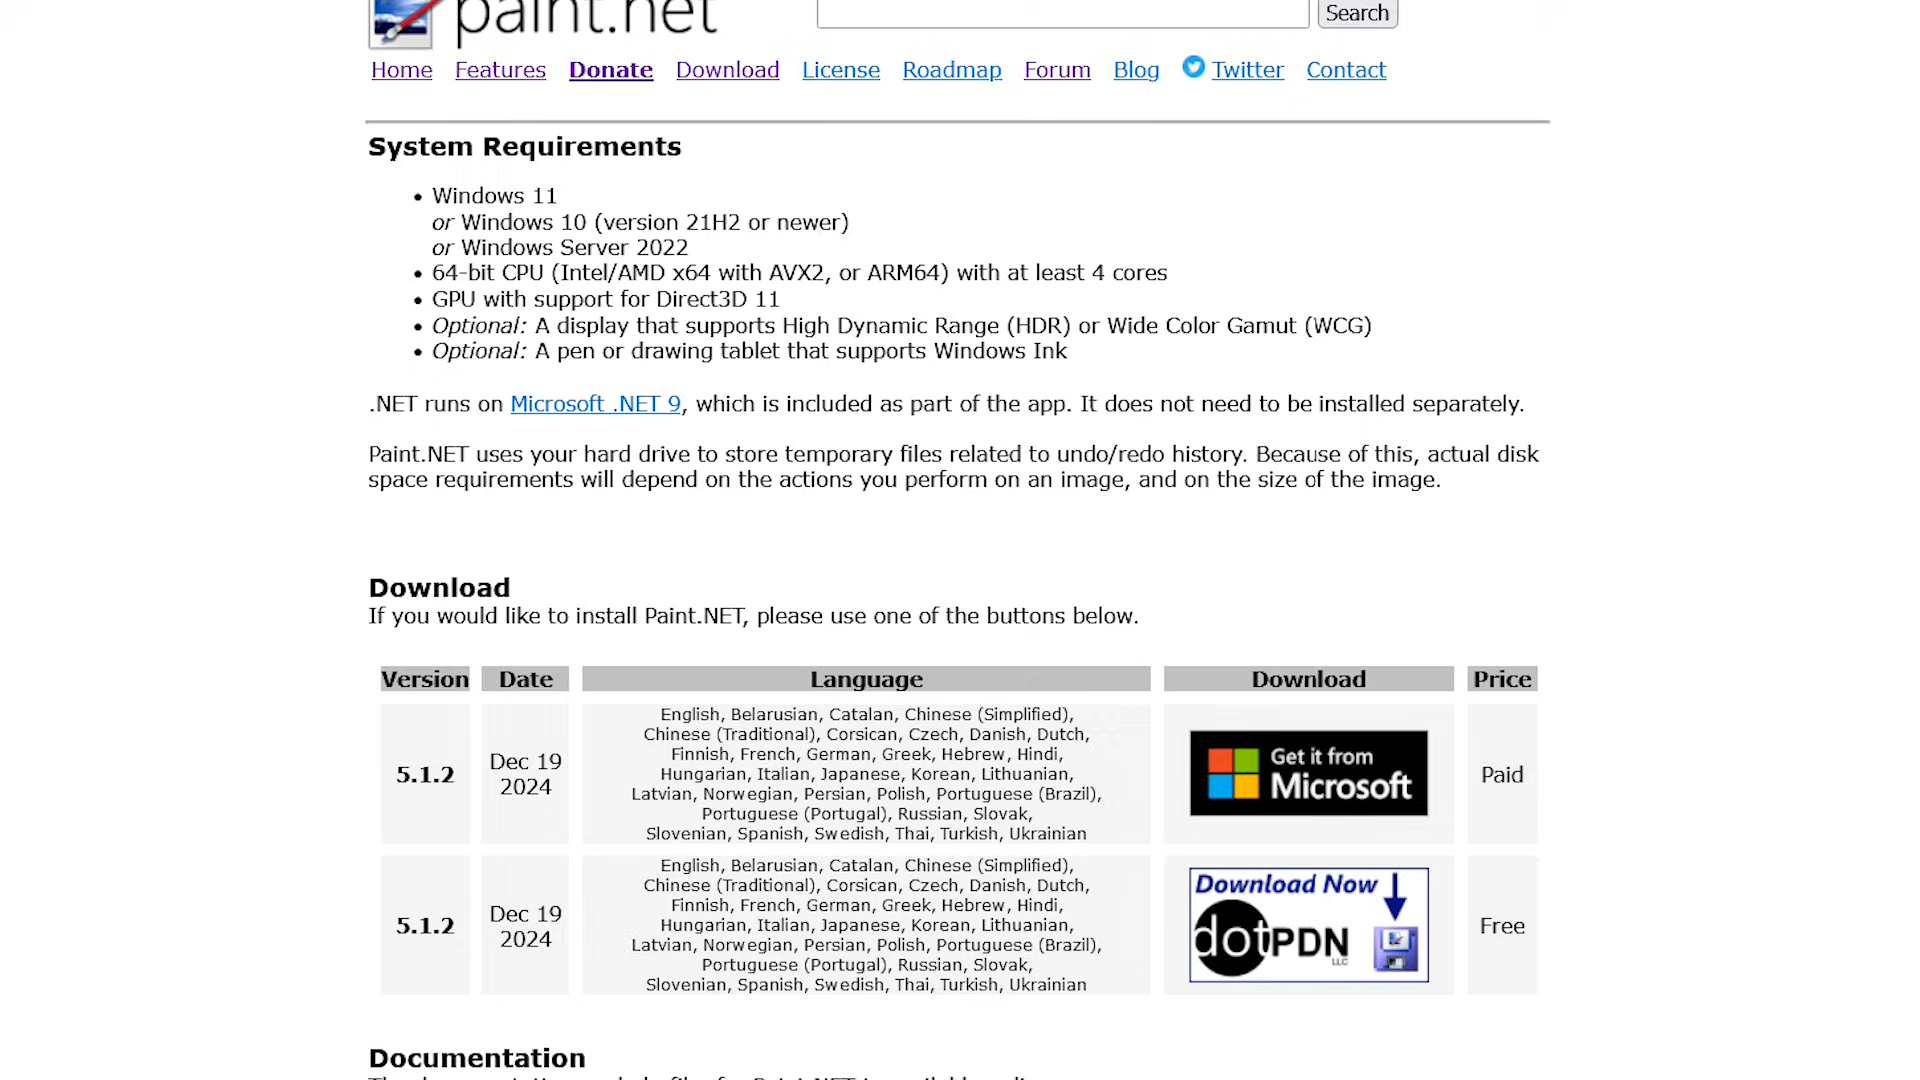 paint.net
Search
Home Features Donate Download License Roadmap Forum Blog Twitter Contact
System Requirements
• Windows 11
or Windows 10 (version 21H2 or newer)
or Windows Server 2022
• 64-bit CPU (Intel/AMD x64 with AVX2, or ARM64) with at least 4 cores
• GPU with support for Direct3D 11
• Optional: A display that supports High Dynamic Range (HDR) or Wide Color Gamut (WCG)
• Optional: A pen or drawing tablet that supports Windows Ink
.NET runs on Microsoft .NET 9, which is included as part of the app. It does not need to be installed separately.
Paint.NET uses your hard drive to store temporary files related to undo/redo history. Because of this, actual disk
space requirements will depend on the actions you perform on an image, and on the size of the image.
Download
If you would like to install Paint.NET, please use one of the buttons below.
Version Date Language Download Price
5.1.2
Dec 19
2024
English, Belarusian, Catalan, Chinese (Simplified),
Chinese (Traditional), Corsican, Czech, Danish, Dutch,
Finnish, French, German, Greek, Hebrew, Hindi,
Hungarian, Italian, Japanese, Korean, Lithuanian,
Latvian, Norwegian, Persian, Polish, Portuguese (Brazil),
Portuguese (Portugal), Russian, Slovak,
Slovenian, Spanish, Swedish, Thai, Turkish, Ukrainian
Get it from
Microsoft
Paid
5.1.2
Dec 19
2024
English, Belarusian, Catalan, Chinese (Simplified),
Chinese (Traditional), Corsican, Czech, Danish, Dutch,
Finnish, French, German, Greek, Hebrew, Hindi,
Hungarian, Italian, Japanese, Korean, Lithuanian,
Latvian, Norwegian, Persian, Polish, Portuguese (Brazil),
Portuguese (Portugal), Russian, Slovak,
Slovenian, Spanish, Swedish, Thai, Turkish, Ukrainian
Download Now
dotPDN
LLC
Free
Documentation